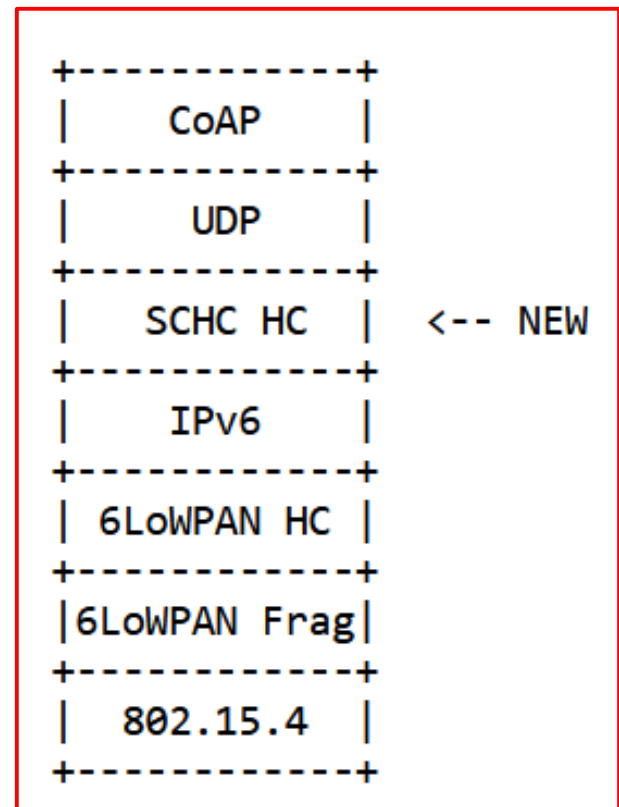 +------------+
|    CoAP    |
+------------+
|     UDP    |
+------------+
|   SCHC HC  |  <-- NEW
+------------+
|    IPv6    |
+------------+
| 6LoWPAN HC |
+------------+
|6LoWPAN Frag|
+------------+
|  802.15.4  |
+------------+